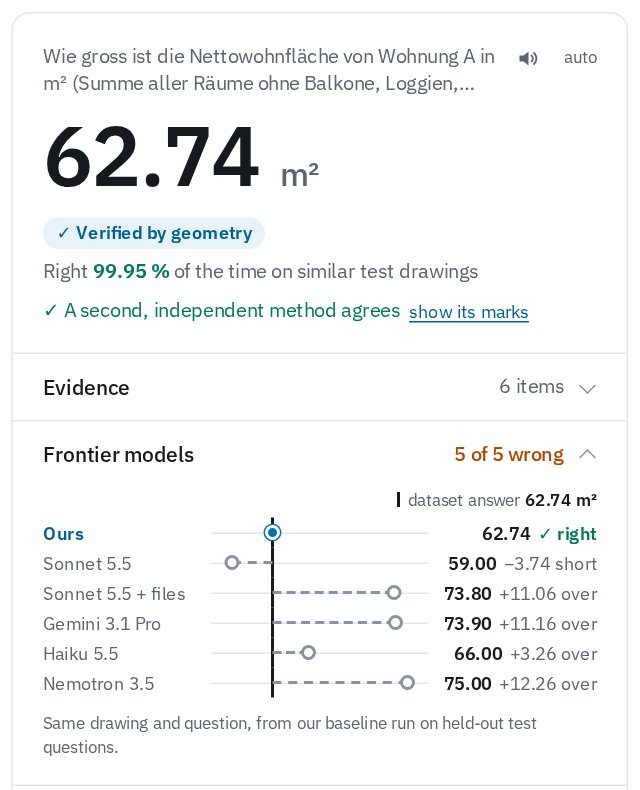 Wie gross ist die Nettowohnfläche von Wohnung A in
m² (Summe aller Räume ohne Balkone, Loggien,...
auto
62.74 m²
✓ Verified by geometry
Right 99.95 % of the time on similar test drawings
✓ A second, independent method agrees show its marks
Evidence 6 items
Frontier models 5 of 5 wrong
dataset answer 62.74 m²
Ours 62.74 ✓ right
Sonnet 5.5 59.00 −3.74 short
Sonnet 5.5 + files 73.80 +11.06 over
Gemini 3.1 Pro 73.90 +11.16 over
Haiku 5.5 66.00 +3.26 over
Nemotron 3.5 75.00 +12.26 over
Same drawing and question, from our baseline run on held-out test
questions.